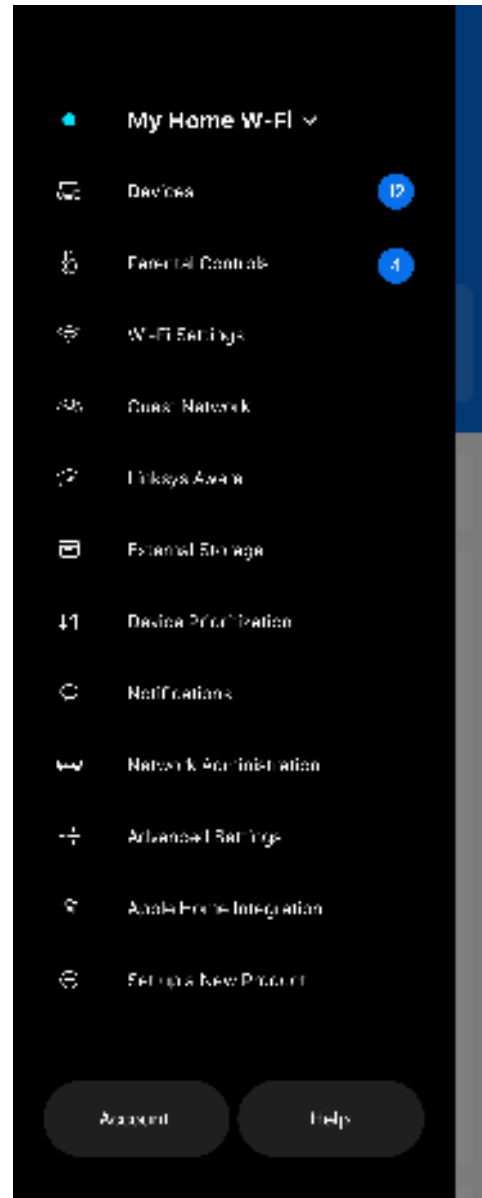 My Home W-Fi
Devices
12
Parental Controls
4
Wi-Fi Settings
Guest Network
Linksys Aware
External Storage
Device Prioritization
Notifications
Network Administration
Advanced Settings
Apple Home Integration
Set up a New Product
Account
Help